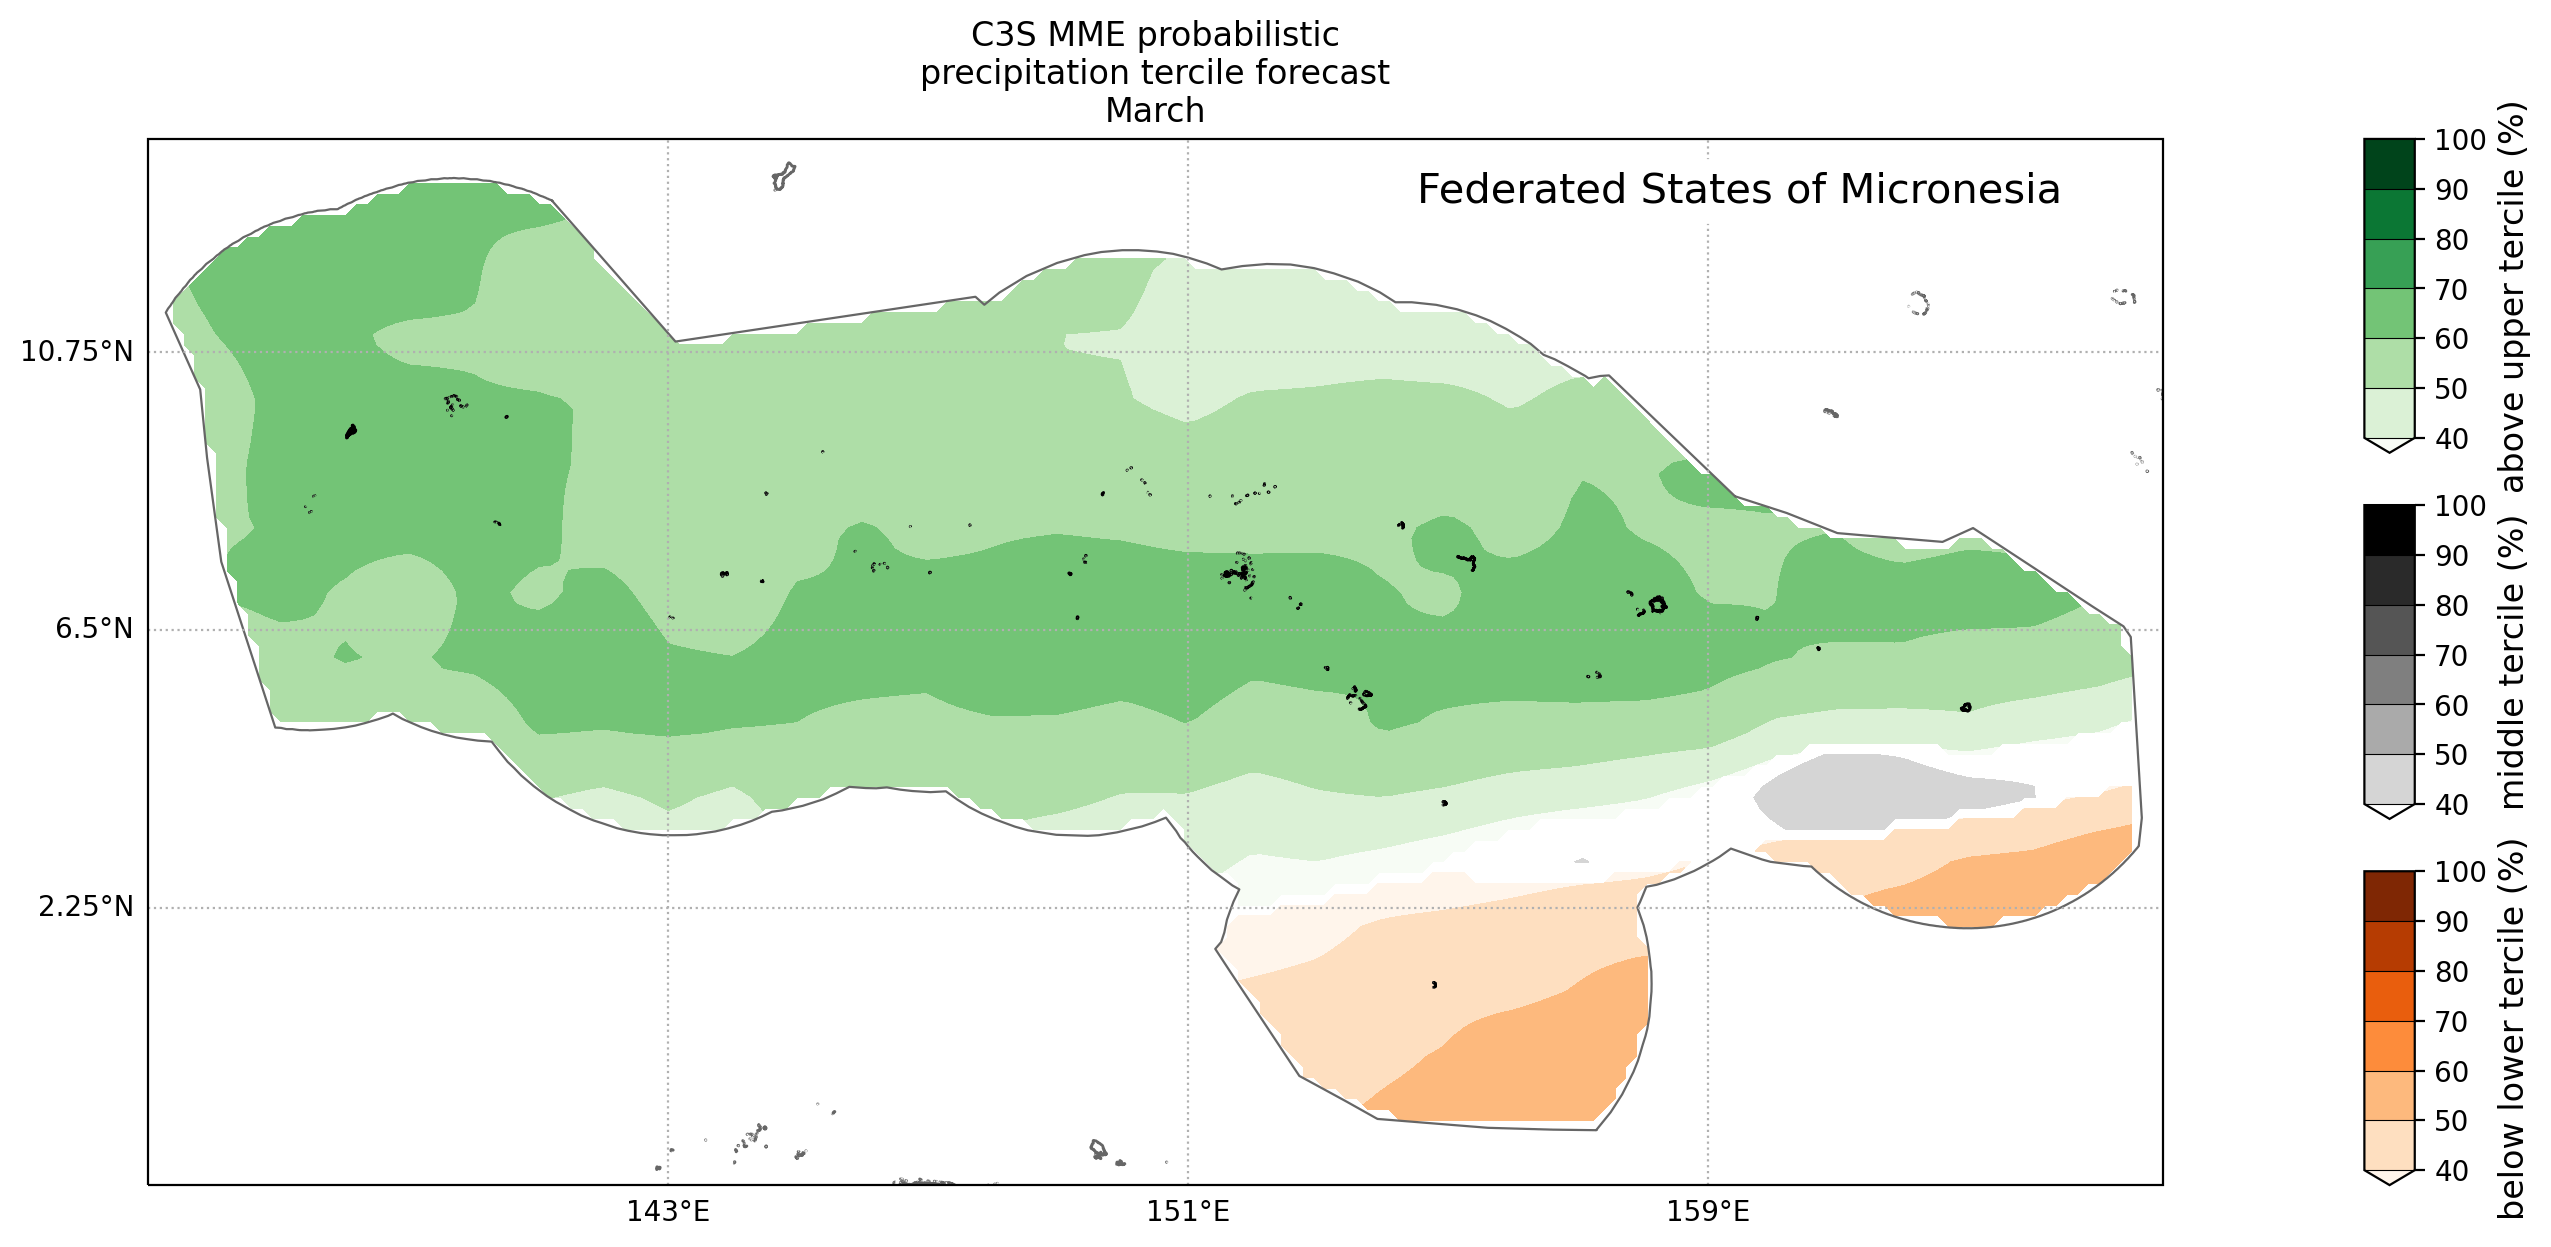 C3S MME probabilistic
precipitation tercile forecast
March
Federated States of Micronesia
10.75°N
6.5°N
2.25°N
143°E
151°E
159°E
100
90
80
70
60
50
40
above upper tercile (%)
100
90
80
70
60
50
40
middle tercile (%)
100
90
80
70
60
50
40
below lower tercile (%)